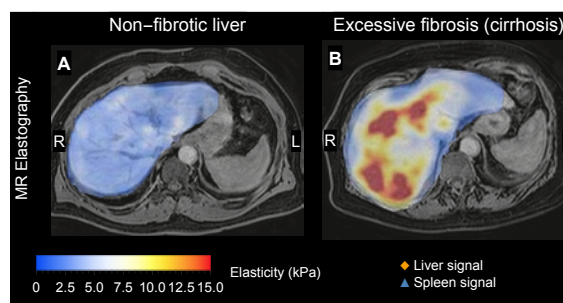 Non–fibrotic liver
Excessive fibrosis (cirrhosis)
MR Elastography
A
B
R
L
R
Elasticity (kPa)
0 2.5 5.0 7.5 10.0 12.5 15.0
Liver signal
Spleen signal